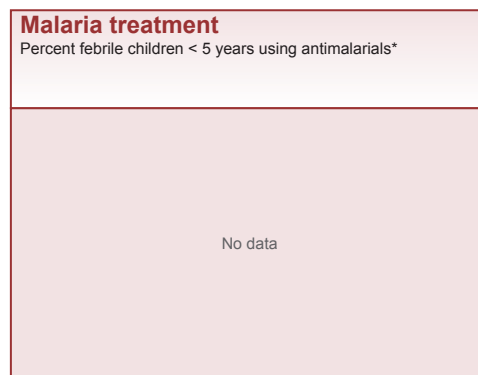 Malaria treatment
Percent febrile children < 5 years using antimalarials*
No data